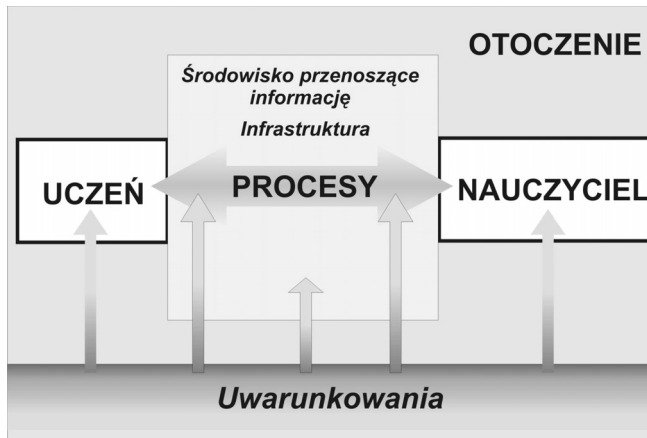 OTOCZENIE
Środowisko przenoszące
informację
Infrastruktura
UCZEŃ
PROCESY
NAUCZYCIEL
Uwarunkowania